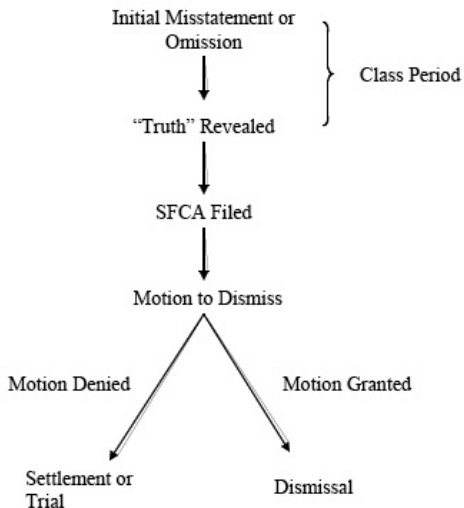 Initial Misstatement or
Omission
Class Period
“Truth” Revealed
SFCA Filed
Motion to Dismiss
Motion Denied
Motion Granted
Settlement or
Trial
Dismissal